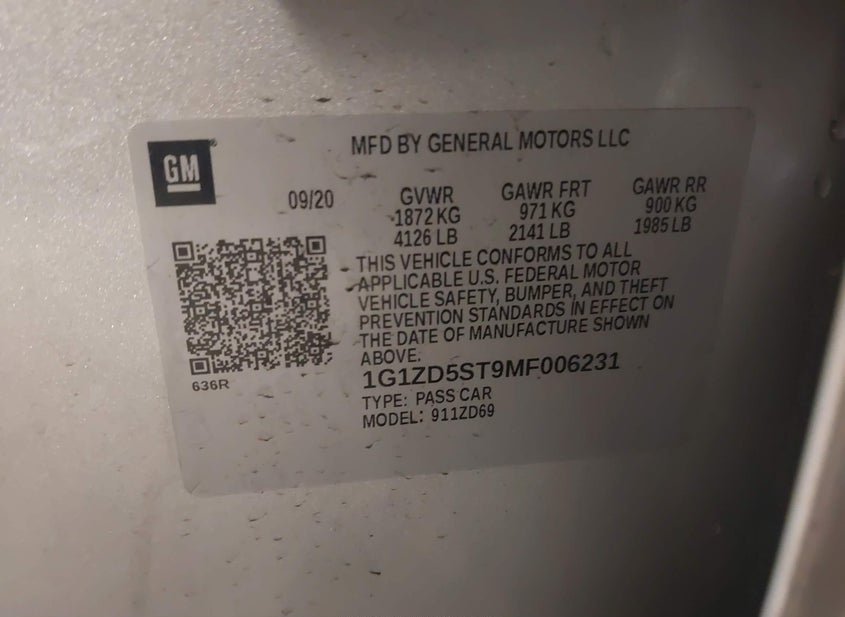 GM
MFD BY GENERAL MOTORS LLC
09/20
GVWR
1872 KG
4126 LB
GAWR FRT
971 KG
2141 LB
GAWR RR
900 KG
1985 LB
THIS VEHICLE CONFORMS TO ALL
APPLICABLE U.S. FEDERAL MOTOR
VEHICLE SAFETY, BUMPER, AND THEFT
PREVENTION STANDARDS IN EFFECT ON
THE DATE OF MANUFACTURE SHOWN
ABOVE.
636R
1G1ZD5ST9MF006231
TYPE: PASS CAR
MODEL: 911ZD69